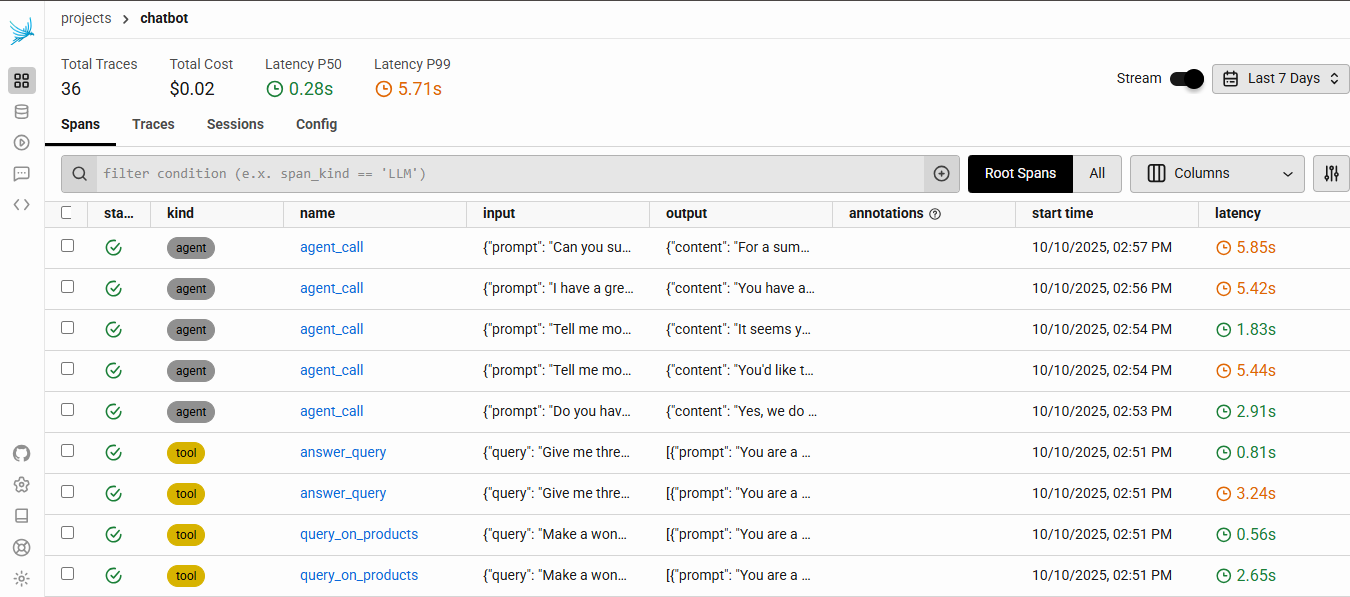 projects > chatbot
Total Traces Total Cost Latency P50 Latency P99
36 $0.02 0.28s 5.71s
Stream Last 7 Days
Spans Traces Sessions Config
filter condition (e.x. span_kind == 'LLM') Root Spans All Columns
sta... kind name input output annotations start time latency
agent agent_call {"prompt": "Can you su... {"content": "For a sum... 10/10/2025, 02:57 PM 5.85s
agent agent_call {"prompt": "I have a gre... {"content": "You have a... 10/10/2025, 02:56 PM 5.42s
agent agent_call {"prompt": "Tell me mo... {"content": "It seems y... 10/10/2025, 02:54 PM 1.83s
agent agent_call {"prompt": "Tell me mo... {"content": "You'd like t... 10/10/2025, 02:54 PM 5.44s
agent agent_call {"prompt": "Do you hav... {"content": "Yes, we do ... 10/10/2025, 02:53 PM 2.91s
tool answer_query {"query": "Give me thre... [{"prompt": "You are a ... 10/10/2025, 02:51 PM 0.81s
tool answer_query {"query": "Give me thre... [{"prompt": "You are a ... 10/10/2025, 02:51 PM 3.24s
tool query_on_products {"query": "Make a won... [{"prompt": "You are a ... 10/10/2025, 02:51 PM 0.56s
tool query_on_products {"query": "Make a won... [{"prompt": "You are a ... 10/10/2025, 02:51 PM 2.65s